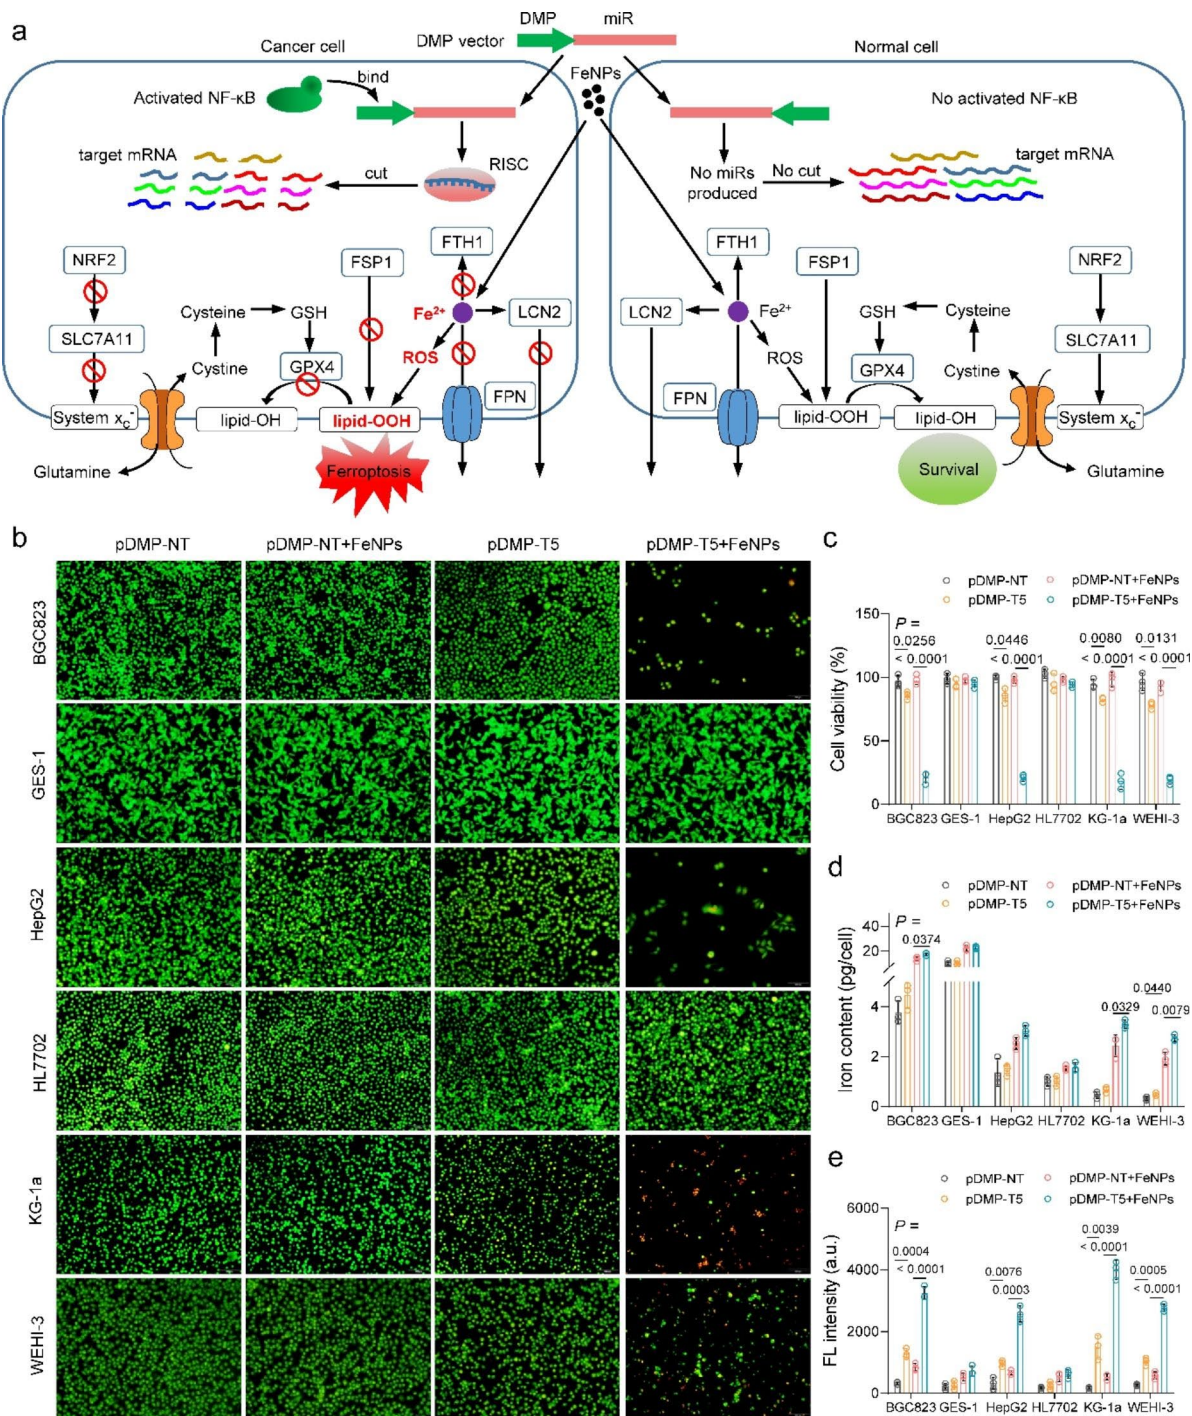 a
DMP miR
DMP vector
Cancer cell
Normal cell
FeNPs
Activated NF-κB
bind
No activated NF-κB
target mRNA
cut
RISC
No miRs
produced
No cut
target mRNA
NRF2
FSP1
FTH1
FTH1
FSP1
NRF2
Cysteine
GSH
Fe²⁺
LCN2
LCN2
Fe²⁺
GSH
Cysteine
SLC7A11
ROS
ROS
SLC7A11
Cystine
GPX4
FPN
FPN
GPX4
Cystine
System xc-
lipid-OH
lipid-OOH
lipid-OOH
lipid-OH
System xc-
Glutamine
Ferroptosis
Survival
Glutamine
b
pDMP-NT
pDMP-NT+FeNPs
pDMP-T5
pDMP-T5+FeNPs
BGC823
GES-1
HepG2
HL7702
KG-1a
WEHI-3
c
pDMP-NT
pDMP-NT+FeNPs
pDMP-T5
pDMP-T5+FeNPs
Cell viability (%)
150
100
50
0
P =
0.0256
< 0.0001
0.0446
<0.0001
0.0080
<0.0001
0.0131
<0.0001
BGC823 GES-1 HepG2 HL7702 KG-1a WEHI-3
d
pDMP-NT
pDMP-NT+FeNPs
pDMP-T5
pDMP-T5+FeNPs
Iron content (pg/cell)
40
20
4
2
0
P =
0.0374
0.0329
0.0440
0.0079
BGC823 GES-1 HepG2 HL7702 KG-1a WEHI-3
e
pDMP-NT
pDMP-NT+FeNPs
pDMP-T5
pDMP-T5+FeNPs
FL intensity (a.u.)
6000
4000
2000
0
P =
0.0004
< 0.0001
0.0076
0.0003
0.0039
<0.0001
0.0005
< 0.0001
BGC823 GES-1 HepG2 HL7702 KG-1a WEHI-3